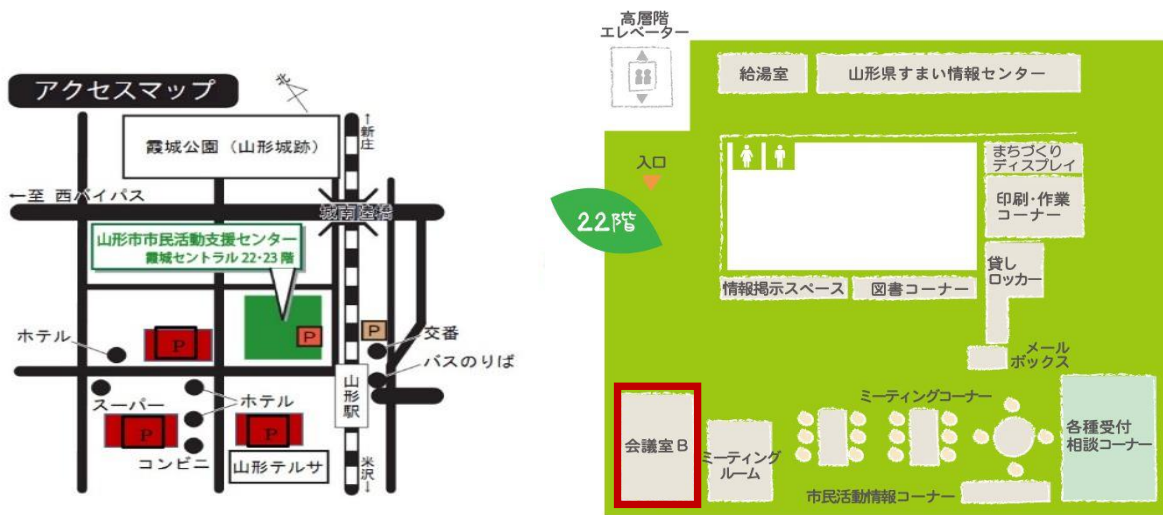 アクセスマップ
北
霞城公園（山形城跡）
↑新庄
←至 西バイパス
城南陸橋
山形市市民活動支援センター
霞城セントラル 22・23 階
P
P
P
ホテル
交番
バスのりば
山形駅
スーパー
ホテル
P
P
コンビニ
山形テルサ
米沢↓
高層階
エレベーター
給湯室
山形県すまい情報センター
入口
22階
まちづくり
ディスプレイ
印刷・作業
コーナー
貸し
ロッカー
情報掲示スペース
図書コーナー
メール
ボックス
ミーティングコーナー
会議室B
ミーティング
ルーム
各種受付
相談コーナー
市民活動情報コーナー